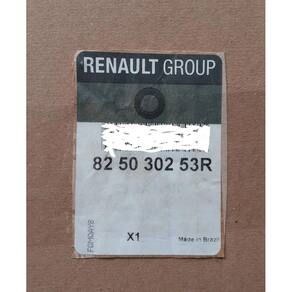 RENAULT GROUP
82 50 302 53R
X1
Made in Brazil